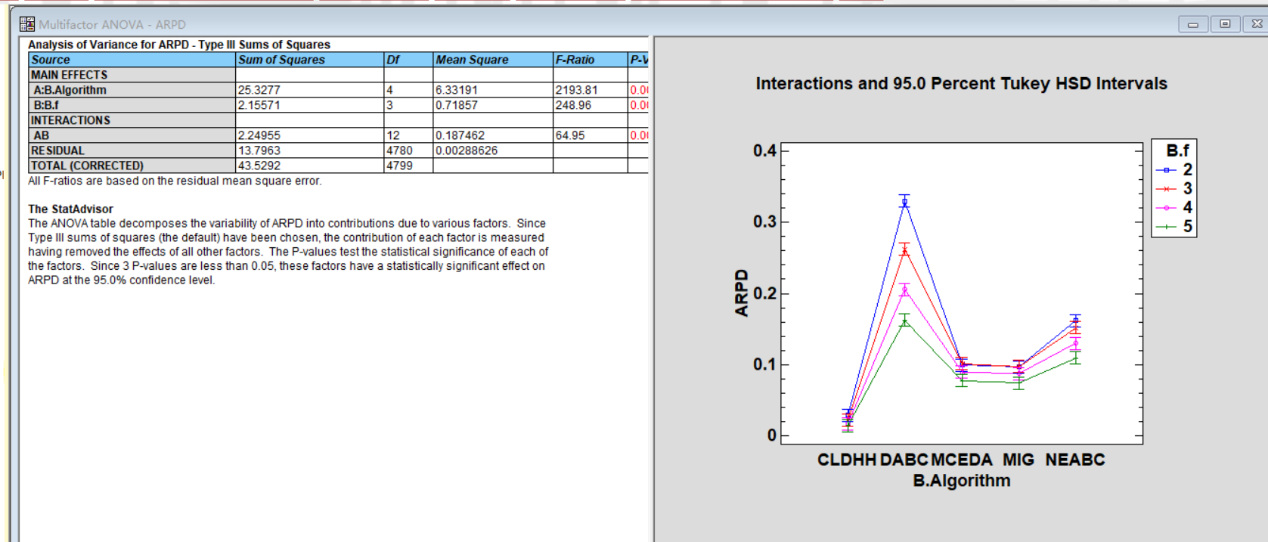 Multifactor ANOVA - ARPD
Analysis of Variance for ARPD - Type III Sums of Squares
Source Sum of Squares Df Mean Square F-Ratio P-V
MAIN EFFECTS
A:B.Algorithm 25.3277 4 6.33191 2193.81 0.00
B:B.f 2.15571 3 0.71857 248.96 0.00
INTERACTIONS
AB 2.24955 12 0.187462 64.95 0.00
RESIDUAL 13.7963 4780 0.00288626
TOTAL (CORRECTED) 43.5292 4799
All F-ratios are based on the residual mean square error.
The StatAdvisor
The ANOVA table decomposes the variability of ARPD into contributions due to various factors. Since
Type III sums of squares (the default) have been chosen, the contribution of each factor is measured
having removed the effects of all other factors. The P-values test the statistical significance of each of
the factors. Since 3 P-values are less than 0.05, these factors have a statistically significant effect on
ARPD at the 95.0% confidence level.
Interactions and 95.0 Percent Tukey HSD Intervals
B.f
2
3
4
5
0.4
0.3
0.2
0.1
0
ARPD
CLDHH DABC MCEDA MIG NEABC
B.Algorithm